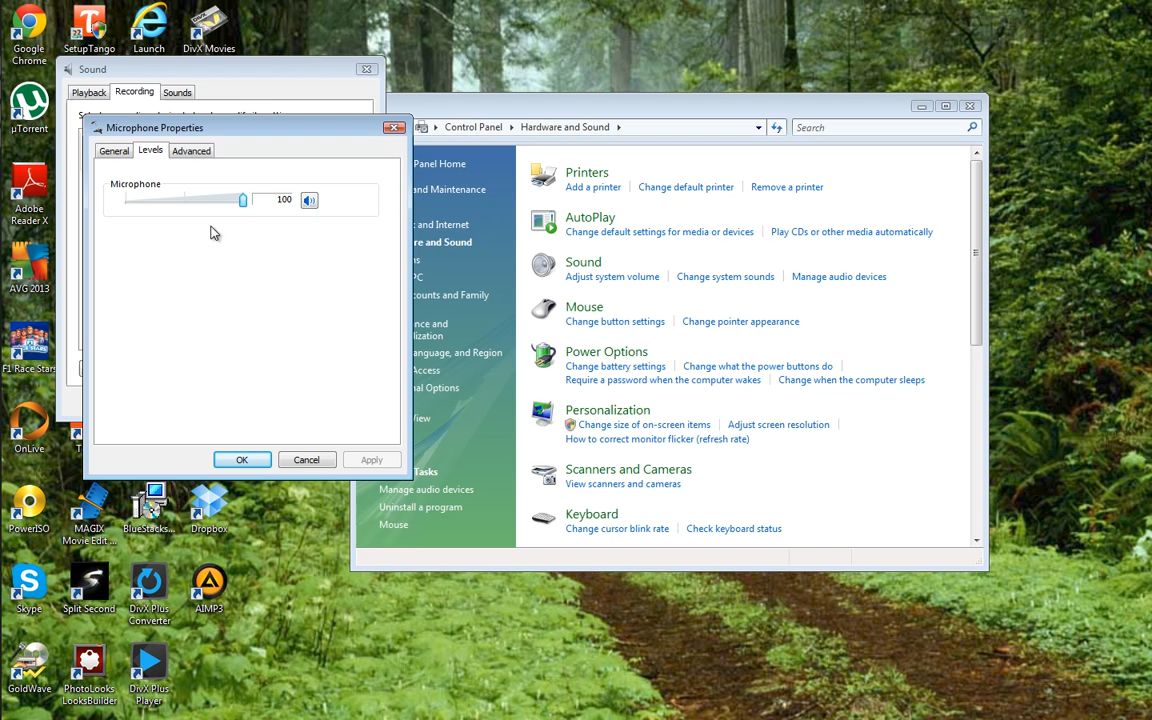 Google
Chrome
SetupTango
Launch
DivX Movies
µTorrent
Adobe
Reader X
AVG 2013
F1 Race Stars
OnLive
PowerISO
MAGIX
Movie Edit ...
BlueStacks...
Dropbox
Skype
Split Second
DivX Plus
Converter
AIMP3
GoldWave
PhotoLooks
LooksBuilder
DivX Plus
Player
Sound
Playback
Recording
Sounds
Microphone Properties
General
Levels
Advanced
Microphone
100
OK
Cancel
Apply
Control Panel
Hardware and Sound
Search
Panel Home
and Maintenance
and Internet
re and Sound
PC
counts and Family
nce and
lization
anguage, and Region
Access
nal Options
View
Tasks
Manage audio devices
Uninstall a program
Mouse
Printers
Add a printer
Change default printer
Remove a printer
AutoPlay
Change default settings for media or devices
Play CDs or other media automatically
Sound
Adjust system volume
Change system sounds
Manage audio devices
Mouse
Change button settings
Change pointer appearance
Power Options
Change battery settings
Change what the power buttons do
Require a password when the computer wakes
Change when the computer sleeps
Personalization
Change size of on-screen items
Adjust screen resolution
How to correct monitor flicker (refresh rate)
Scanners and Cameras
View scanners and cameras
Keyboard
Change cursor blink rate
Check keyboard status